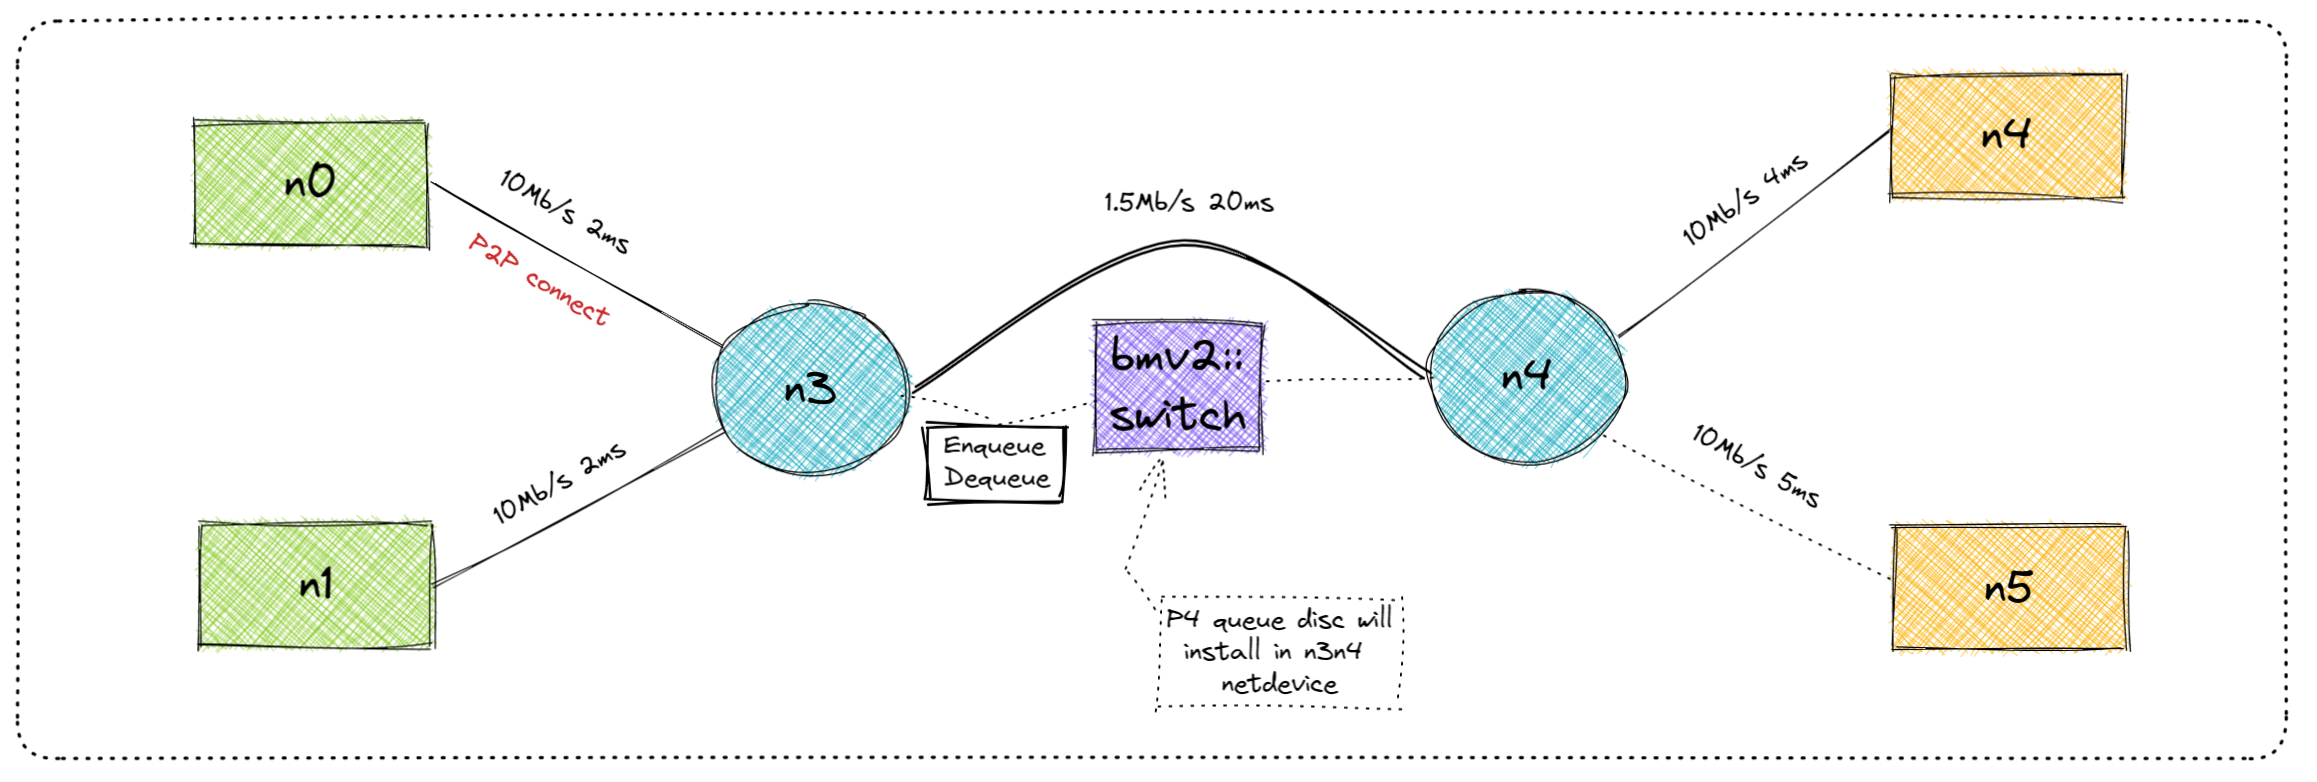 n0
10Mb/s 2ms
P2P connect
n1
10Mb/s 2ms
n3
1.5Mb/s 20ms
bmv2::
switch
Enqueue
Dequeue
P4 queue disc will
install in n3n4
netdevice
n4
10Mb/s 4ms
n4
10Mb/s 5ms
n5